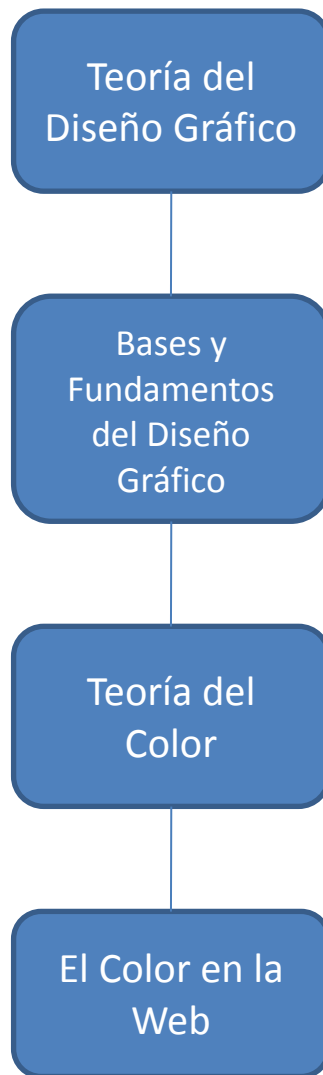 Teoría del
Diseño Gráfico
Bases y
Fundamentos
del Diseño
Gráfico
Teoría del
Color
El Color en la
Web